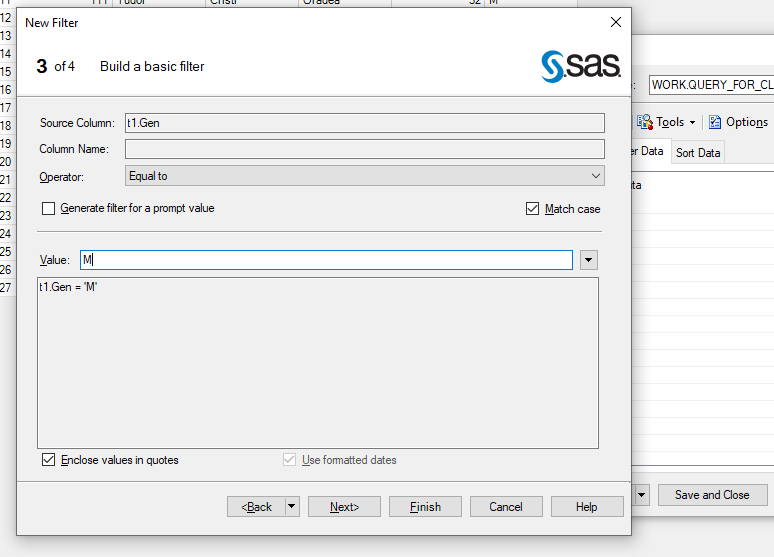 111 Tudor Cristi Oradea 32 M
New Filter
12
13
14
15
16
17
18
19
20
21
22
23
24
25
26
27
3 of 4 Build a basic filter
sas
Source Column: t1.Gen
Column Name:
Operator: Equal to
Generate filter for a prompt value
Match case
Value: M
t1.Gen = 'M'
Enclose values in quotes
Use formatted dates
<Back
Next>
Finish
Cancel
Help
WORK.QUERY_FOR_CL
Tools
Options
er Data
Sort Data
ta
Save and Close